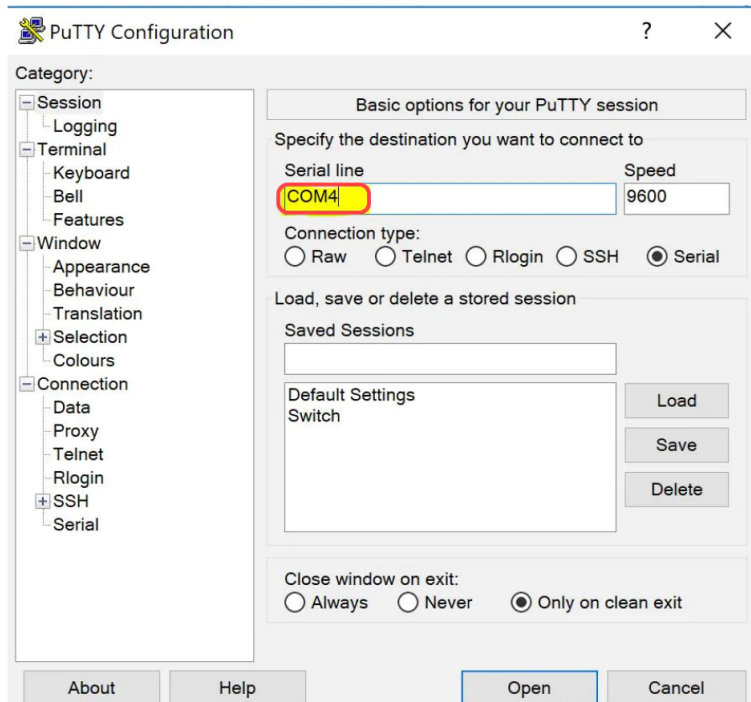 PuTTY Configuration
?
Category:
Session
Logging
Terminal
Keyboard
Bell
Features
Window
Appearance
Behaviour
Translation
Selection
Colours
Connection
Data
Proxy
Telnet
Rlogin
SSH
Serial
Basic options for your PuTTY session
Specify the destination you want to connect to
Serial line Speed
COM4 9600
Connection type:
Raw Telnet Rlogin SSH Serial
Load, save or delete a stored session
Saved Sessions
Default Settings
Switch
Load
Save
Delete
Close window on exit:
Always Never Only on clean exit
About Help Open Cancel